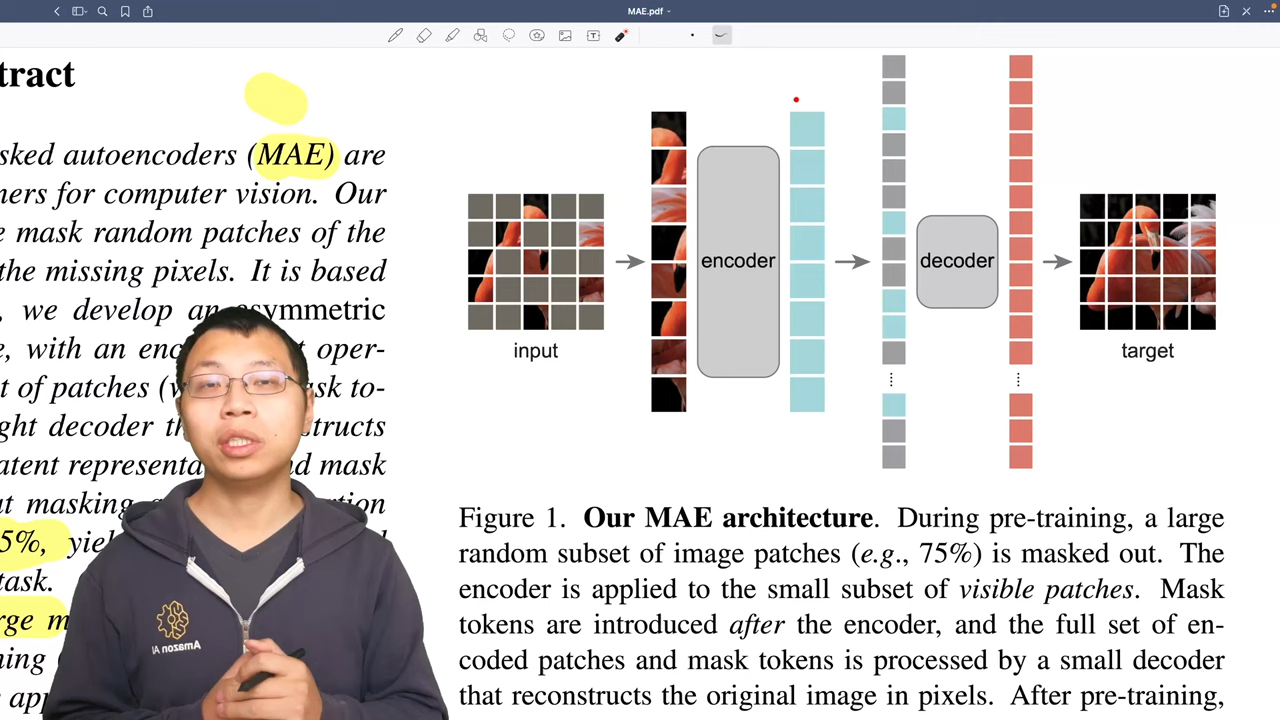 MAE.pdf
tract
sked autoencoders (MAE) are
ners for computer vision. Our
e mask random patches of the
the missing pixels. It is based
, we develop an asymmetric
e, with an enc oper-
t of patches (w sk to-
ght decoder th structs
atent representa nd mask
at masking tion
5%, yiel
task.
rge m
ning
app
Amazon AI
input
encoder
decoder
target
Figure 1. Our MAE architecture. During pre-training, a large
random subset of image patches (e.g., 75%) is masked out. The
encoder is applied to the small subset of visible patches. Mask
tokens are introduced after the encoder, and the full set of en-
coded patches and mask tokens is processed by a small decoder
that reconstructs the original image in pixels. After pre-training,